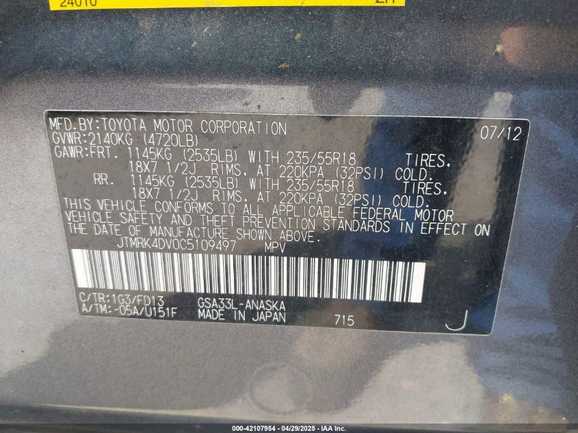 24010 EH
MFD.BY:TOYOTA MOTOR CORPORATION 07/12
GVWR:2140KG (4720LB)
GAWR:FRT. 1145KG (2535LB) WITH 235/55R18 TIRES.
18X7 1/2J RIMS. AT 220KPA (32PSI) COLD.
RR. 1145KG (2535LB) WITH 235/55R18 TIRES.
18X7 1/2J RIMS. AT 220KPA (32PSI) COLD.
THIS VEHICLE CONFORMS TO ALL APPLICABLE FEDERAL MOTOR
VEHICLE SAFETY AND THEFT PREVENTION STANDARDS IN EFFECT ON
THE DATE OF MANUFACTURE SHOWN ABOVE.
JTMRK4DV0C5109497 MPV
C/TR:1G3/FD13 GSA33L-ANASKA
A/TM:-05A/U151F MADE IN JAPAN 715 J
000-42107954 | 04/29/2025 | IAA Inc.